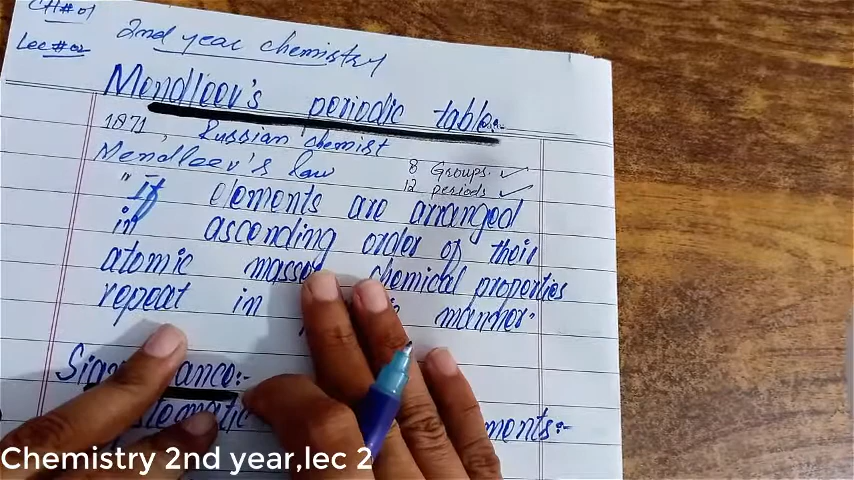 CH# 01
Lec# 02
2nd year chemistry
Mendleev's periodic table:-
1871, Russian chemist
Mendleev's law
8 Groups.
12 periods
"If elements are arranged
in ascending order of their
atomic masses chemical properties
repeat in manner.
Chemistry 2nd year,lec 2